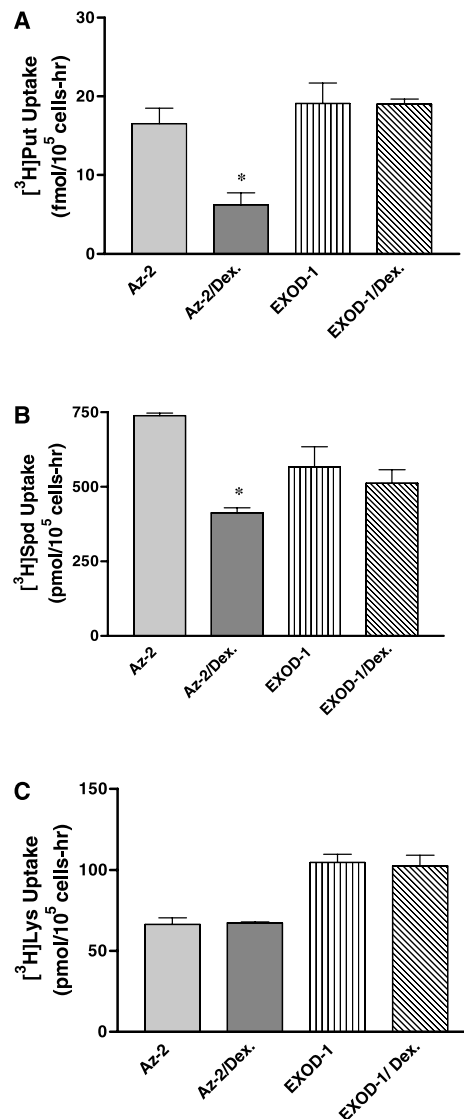 A
[³H]Put Uptake
(fmol/10⁵ cells-hr)
30
20
10
0
*
Az-2
Az-2/Dex.
EXOD-1
EXOD-1/Dex.
B
[³H]Spd Uptake
(pmol/10⁵ cells-hr)
750
500
250
0
*
Az-2
Az-2/Dex.
EXOD-1
EXOD-1/Dex.
C
[³H]Lys Uptake
(pmol/10⁵ cells-hr)
150
100
50
0
Az-2
Az-2/Dex.
EXOD-1
EXOD-1/ Dex.